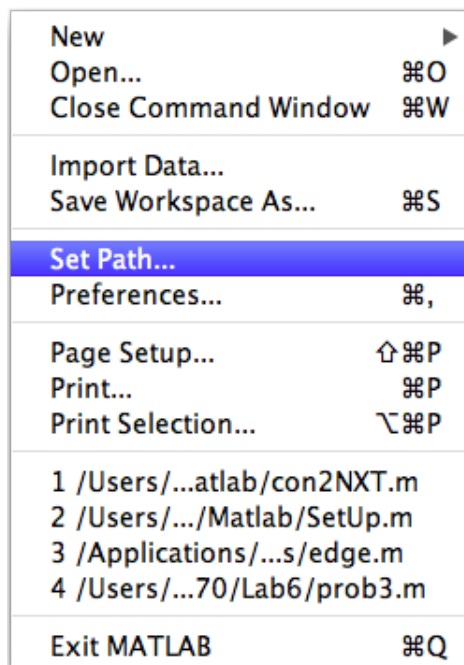 New ▶
Open... ⌘O
Close Command Window ⌘W
Import Data...
Save Workspace As... ⌘S
Set Path...
Preferences... ⌘,
Page Setup... ⇧⌘P
Print... ⌘P
Print Selection... ⌥⌘P
1 /Users/...atlab/con2NXT.m
2 /Users/.../Matlab/SetUp.m
3 /Applications/...s/edge.m
4 /Users/...70/Lab6/prob3.m
Exit MATLAB ⌘Q